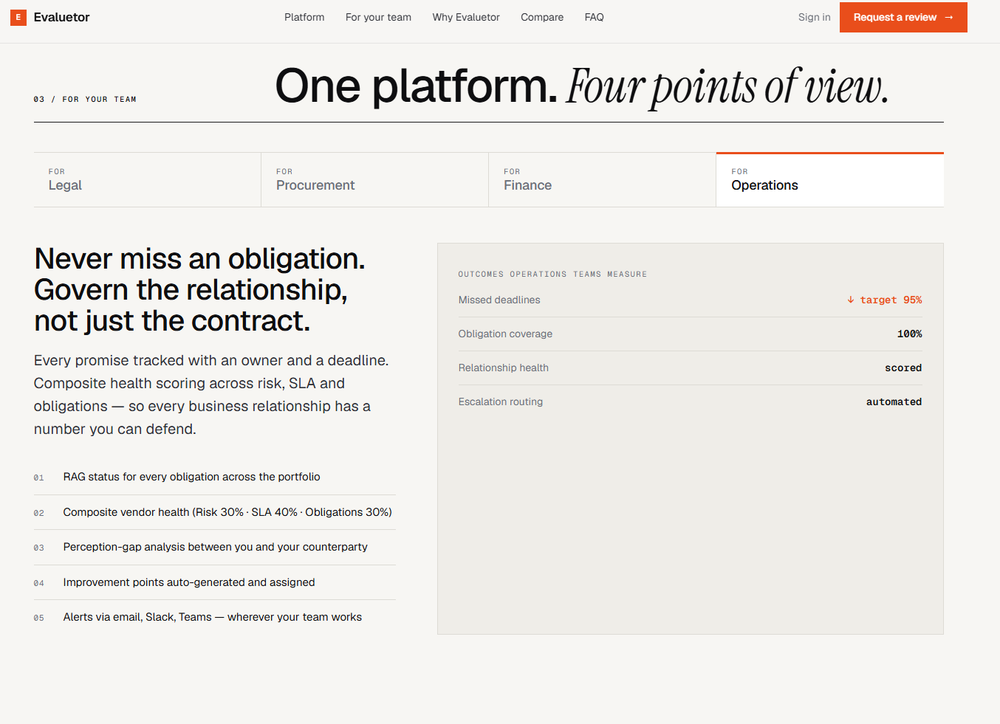 E Evaluetor
Platform For your team Why Evaluetor Compare FAQ
Sign in Request a review →
03 / FOR YOUR TEAM
One platform. Four points of view.
FOR
Legal
FOR
Procurement
FOR
Finance
FOR
Operations
Never miss an obligation.
Govern the relationship,
not just the contract.
Every promise tracked with an owner and a deadline.
Composite health scoring across risk, SLA and
obligations — so every business relationship has a
number you can defend.
01 RAG status for every obligation across the portfolio
02 Composite vendor health (Risk 30% · SLA 40% · Obligations 30%)
03 Perception-gap analysis between you and your counterparty
04 Improvement points auto-generated and assigned
05 Alerts via email, Slack, Teams — wherever your team works
OUTCOMES OPERATIONS TEAMS MEASURE
Missed deadlines ↓ target 95%
Obligation coverage 100%
Relationship health scored
Escalation routing automated